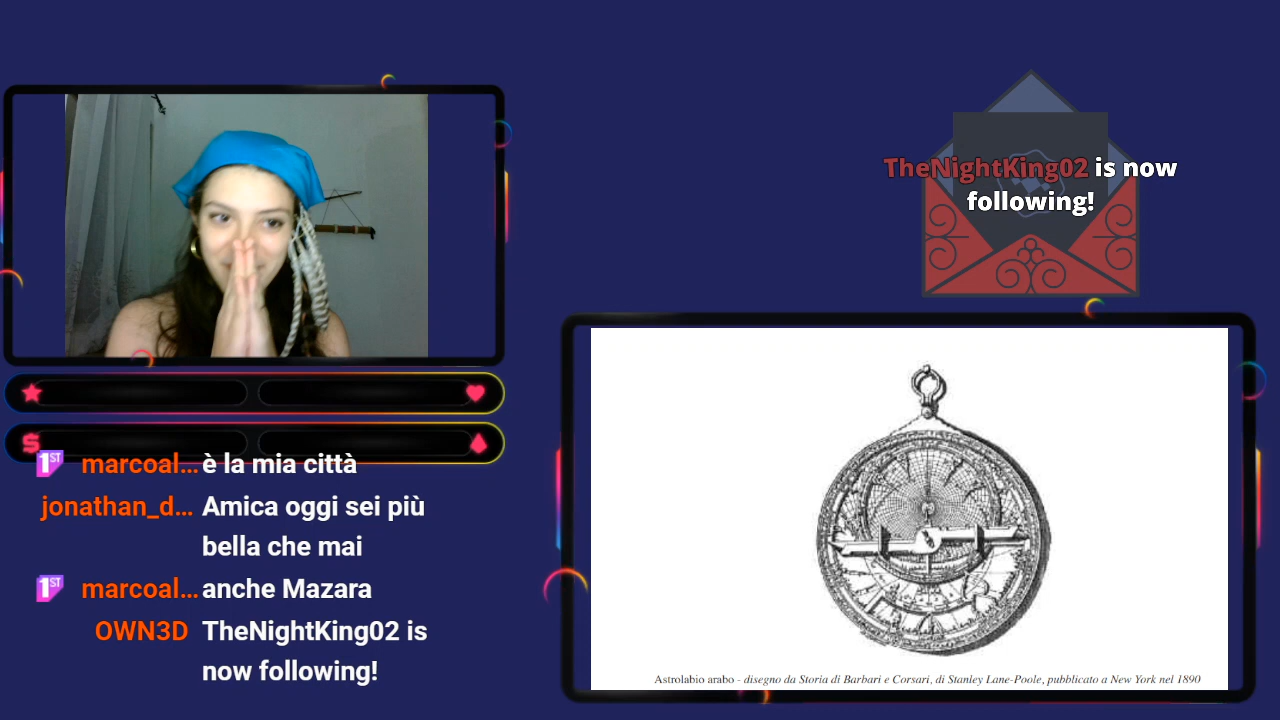 TheNightKing02 is now
following!
1ST marcoal... è la mia città
jonathan_d... Amica oggi sei più
bella che mai
1ST marcoal... anche Mazara
OWN3D TheNightKing02 is
now following!
Astrolabio arabo - disegno da Storia di Barbari e Corsari, di Stanley Lane-Poole, pubblicato a New York nel 1890